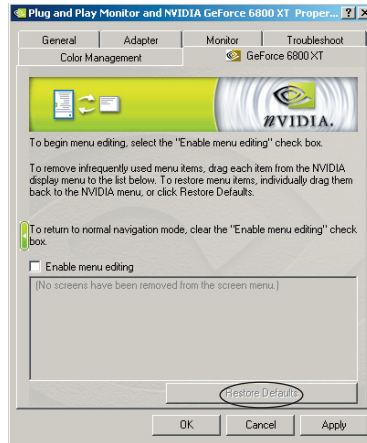 Plug and Play Monitor and NVIDIA GeForce 6800 XT Proper...
General Adapter Monitor Troubleshoot
Color Management GeForce 6800 XT
nVIDIA.
To begin menu editing, select the "Enable menu editing" check box.
To remove infrequently used menu items, drag each item from the NVIDIA
display menu to the list below. To restore menu items, individually drag them
back to the NVIDIA menu, or click Restore Defaults.
To return to normal navigation mode, clear the "Enable menu editing" check
box.
Enable menu editing
(No screens have been removed from the screen menu.)
Restore Defaults
OK Cancel Apply